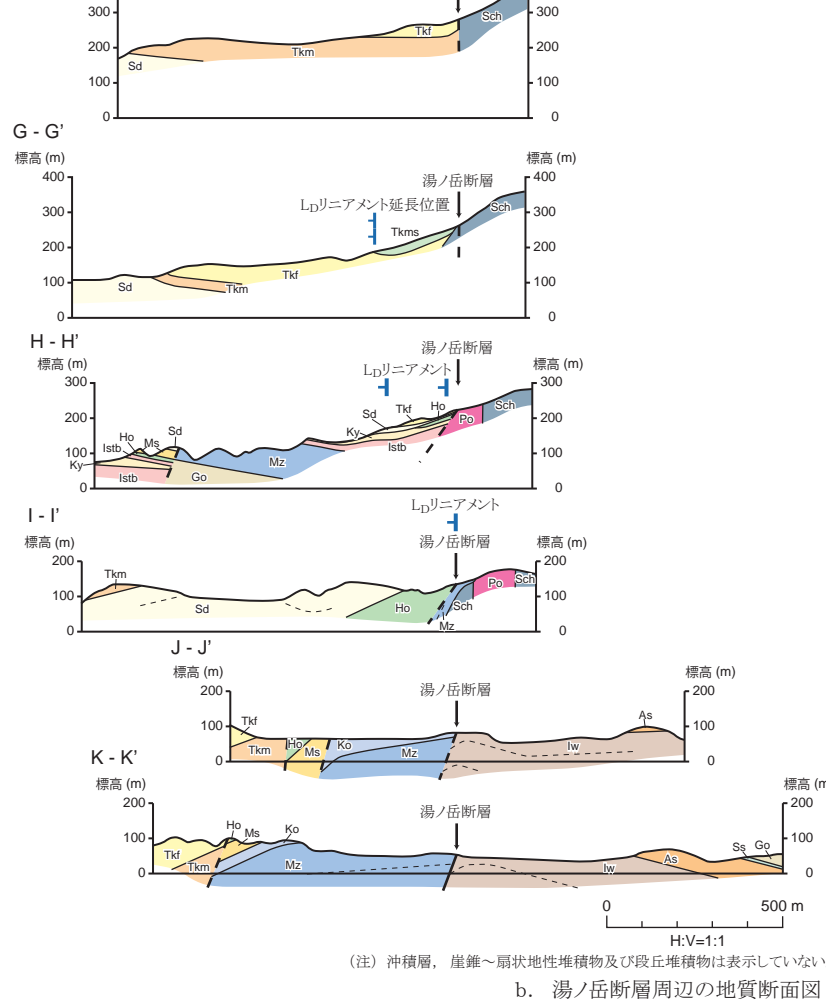 300 300
Tkf Sch
200 200
Tkm
Sd
100 100
0 0
G - G’
標高 (m) 標高 (m)
400 400
湯ノ岳断層
LDリニアメント延長位置
300 300
Sch
Tkms
200 200
Tkf
Sd Tkm
100 100
0 0
H - H’
湯ノ岳断層
標高 (m) 標高 (m)
LDリニアメント
300 300
Sd Tkf Ho Po Sch
200 200
Ho Ms Sd Ky
Istb Istb
100 100
Ky Mz
Istb Go
0 0
LDリニアメント
I - I’
湯ノ岳断層
標高 (m) 標高 (m)
200 200
Tkm Po Sch
100 100
Sd Ho Sch
Mz
0 0
J - J’
標高 (m) 標高 (m)
湯ノ岳断層
200 200
Tkf As
100 100
Tkm Ho Ms Ko Mz Iw
0 0
K - K’
標高 (m) 標高 (m
湯ノ岳断層
200 200
Ho Ms Ko
100 100
Tkf Tkm Mz Iw As Ss Go
0 0
0 500 m
H:V=1:1
（注）沖積層，崖錐～扇状地性堆積物及び段丘堆積物は表示していない
b. 湯ノ岳断層周辺の地質断面図